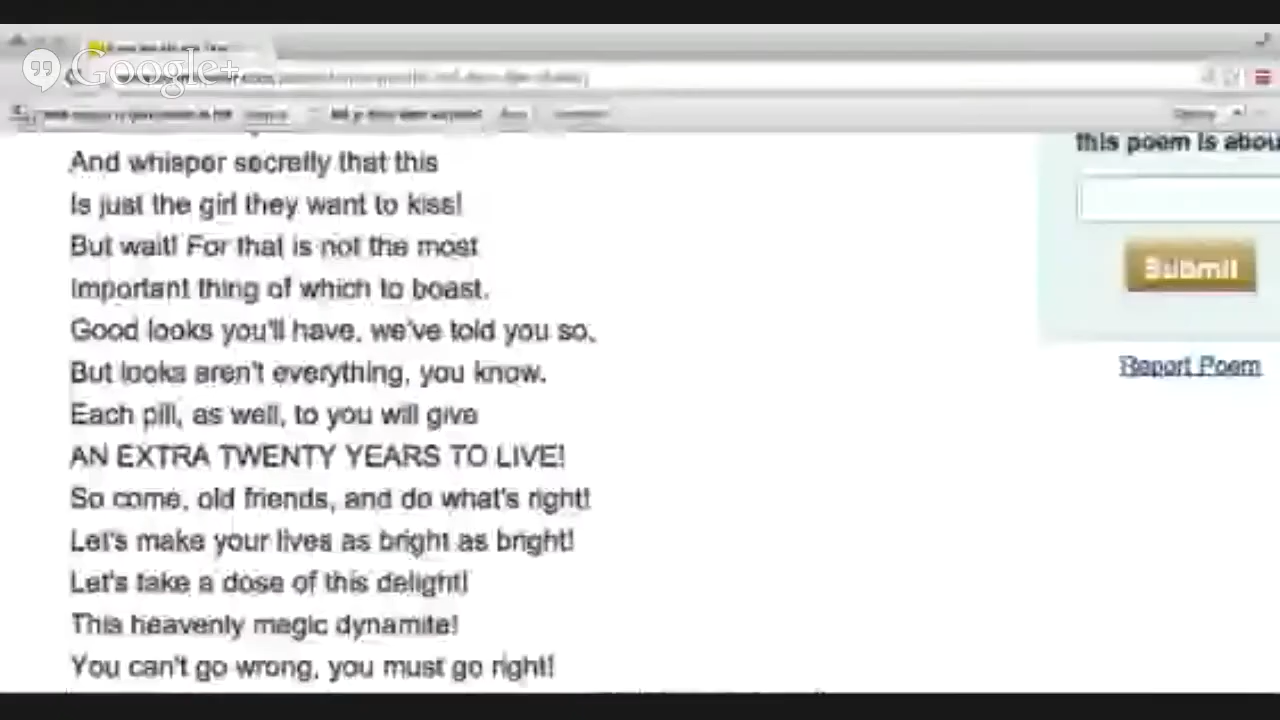 Google+
this poem is abou
And whisper secretly that this
Is just the girl they want to kiss!
But wait! For that is not the most
Important thing of which to boast.
Good looks you'll have, we've told you so,
But looks aren't everything, you know.
Each pill, as well, to you will give
AN EXTRA TWENTY YEARS TO LIVE!
So come, old friends, and do what's right!
Let's make your lives as bright as bright!
Let's take a dose of this delight!
This heavenly magic dynamite!
You can't go wrong, you must go right!
Submit
Report Poem